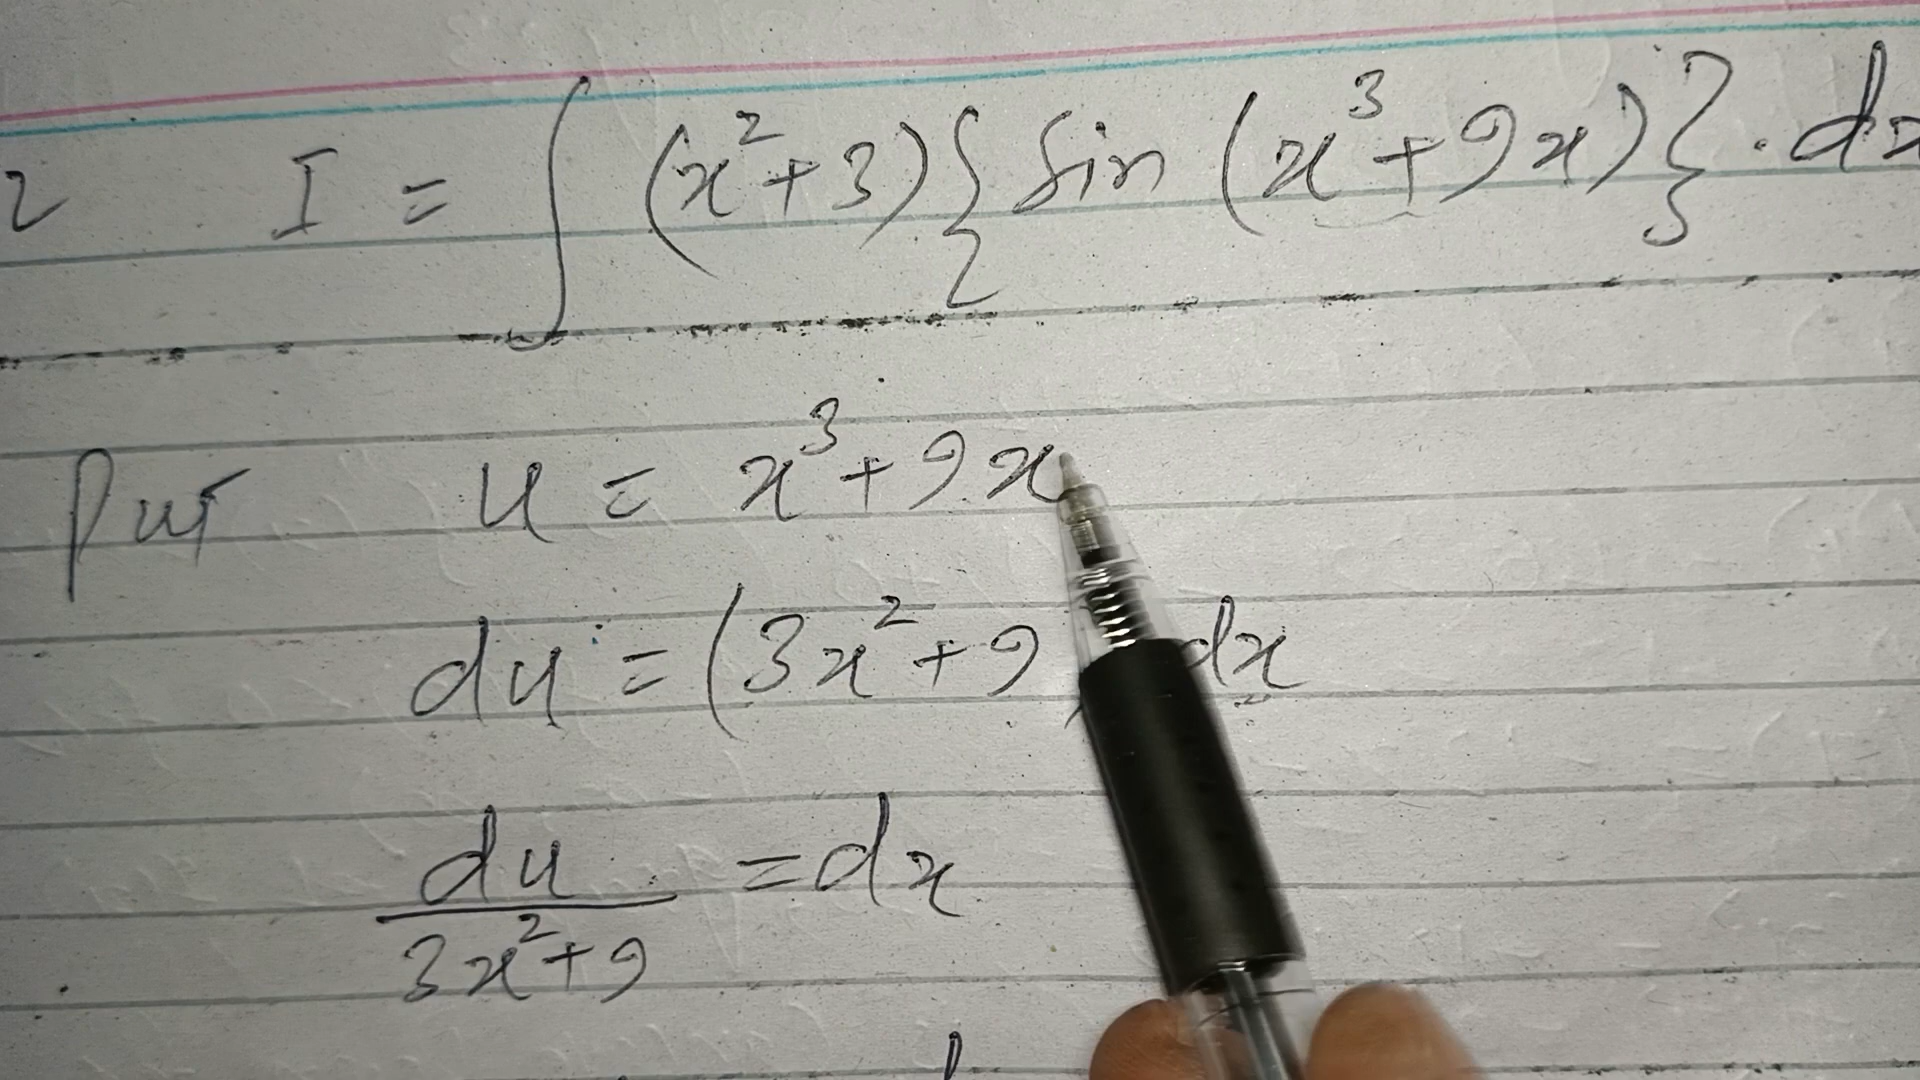 2 I = ∫ (x² + 3) { sin (x³ + 9x) } . dx
Put u = x³ + 9x
du = (3x² + 9) dx
du/3x² + 9 = dx